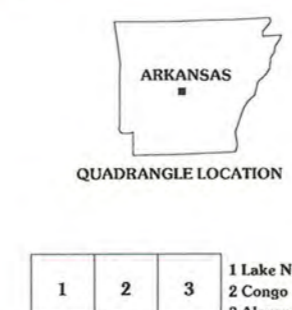 ARKANSAS
QUADRANGLE LOCATION
1 2 3
1 Lake N
2 Congo